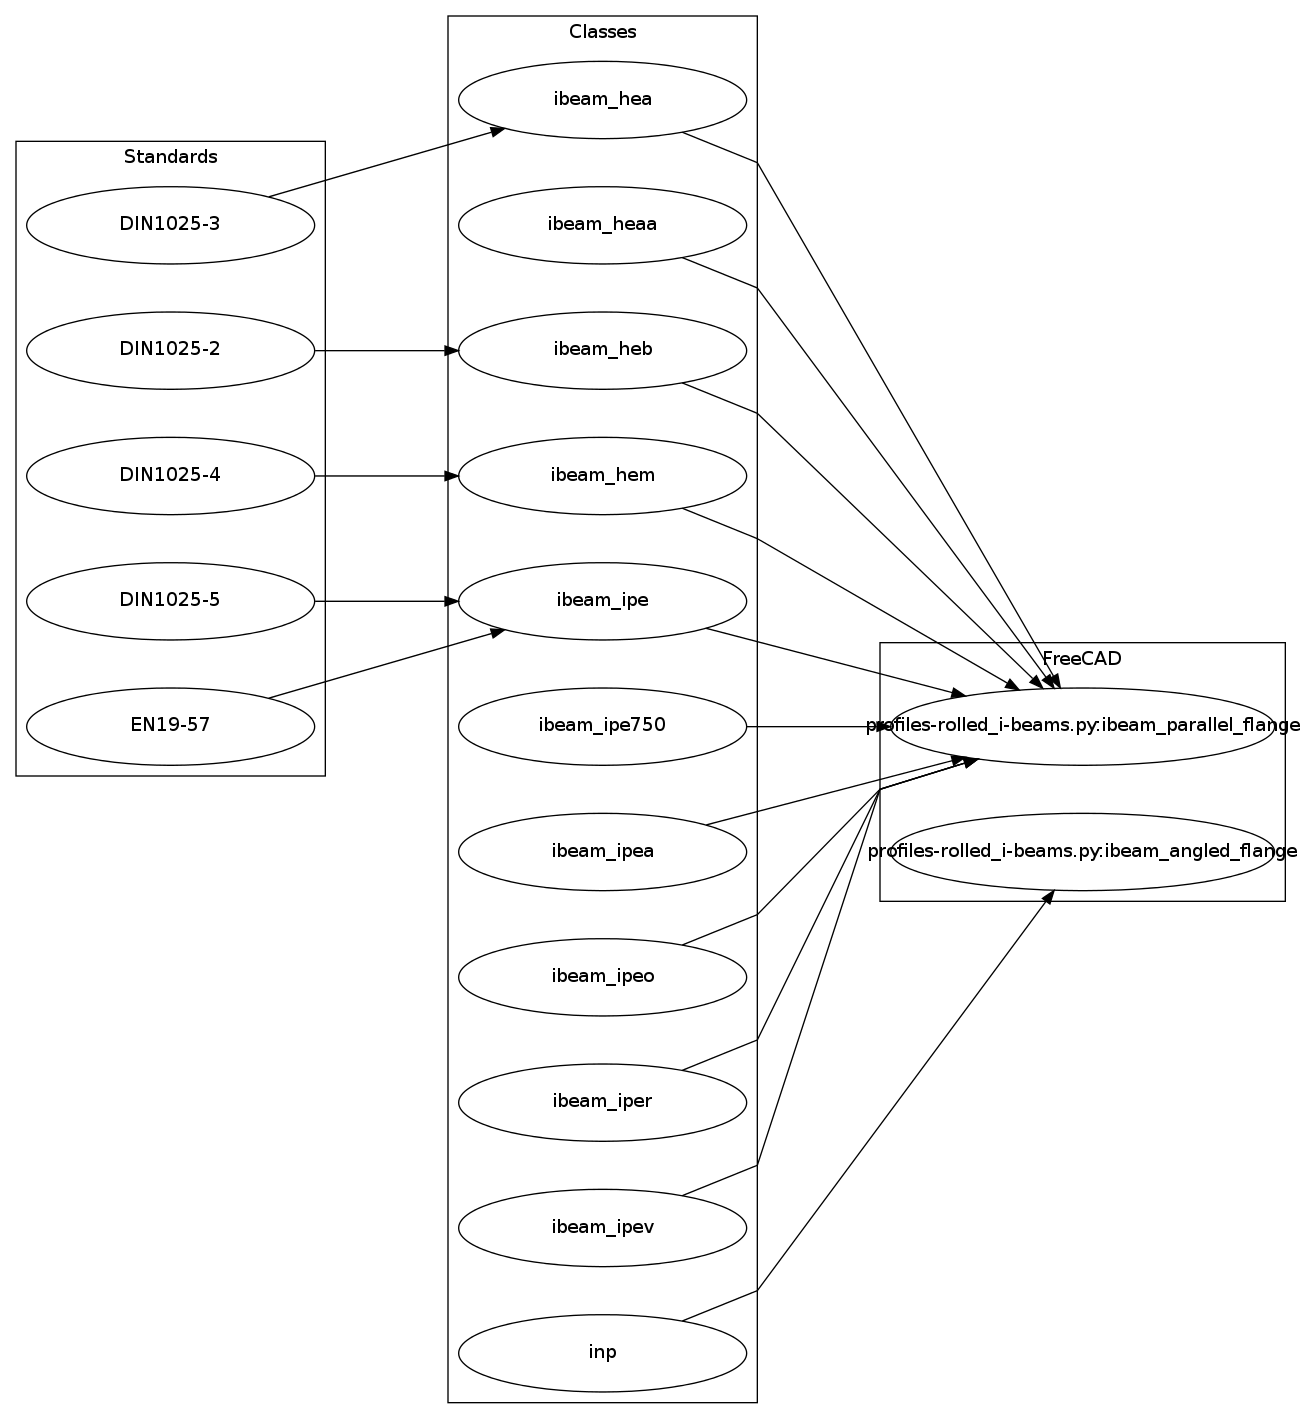 Standards
DIN1025-3
DIN1025-2
DIN1025-4
DIN1025-5
EN19-57
Classes
ibeam_hea
ibeam_heaa
ibeam_heb
ibeam_hem
ibeam_ipe
ibeam_ipe750
ibeam_ipea
ibeam_ipeo
ibeam_iper
ibeam_ipev
inp
FreeCAD
profiles-rolled_i-beams.py:ibeam_parallel_flange
profiles-rolled_i-beams.py:ibeam_angled_flange